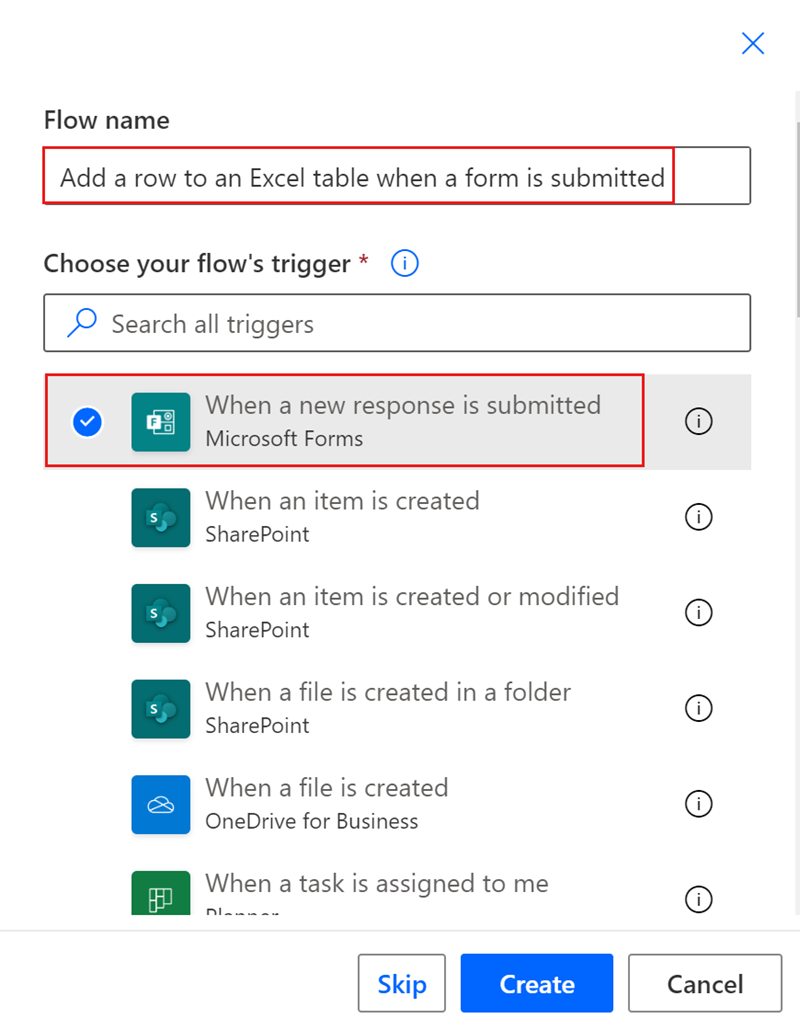 Flow name
Add a row to an Excel table when a form is submitted
Choose your flow's trigger *
Search all triggers
When a new response is submitted
Microsoft Forms
When an item is created
SharePoint
When an item is created or modified
SharePoint
When a file is created in a folder
SharePoint
When a file is created
OneDrive for Business
When a task is assigned to me
Planner
Skip
Create
Cancel